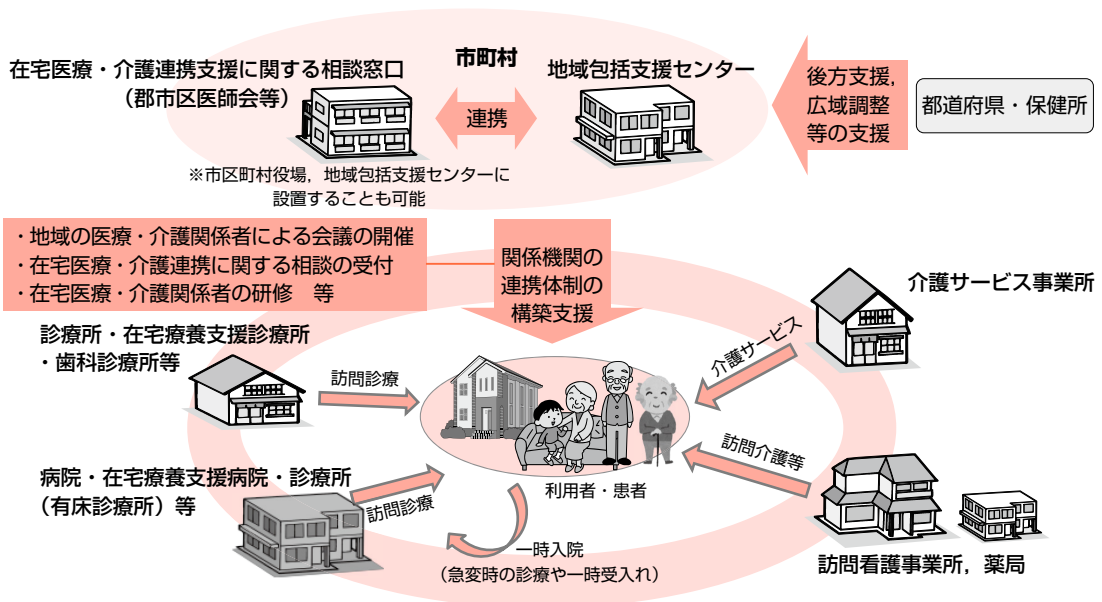 市町村
在宅医療・介護連携支援に関する相談窓口
（郡市区医師会等）
連携
地域包括支援センター
※市区町村役場，地域包括支援センターに
設置することも可能
後方支援，
広域調整
等の支援
都道府県・保健所
・地域の医療・介護関係者による会議の開催
・在宅医療・介護連携に関する相談の受付
・在宅医療・介護関係者の研修　等
関係機関の
連携体制の
構築支援
介護サービス事業所
診療所・在宅療養支援診療所
・歯科診療所等
訪問診療
介護サービス
病院・在宅療養支援病院・診療所
（有床診療所）等
訪問診療
利用者・患者
訪問介護等
一時入院
（急変時の診療や一時受入れ）
訪問看護事業所，薬局